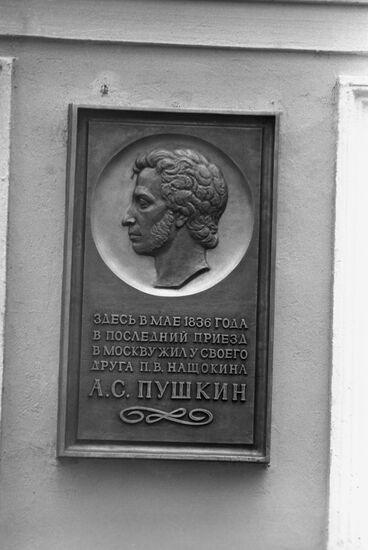 ЗДЕСЬ В МАЕ 1836 ГОДА
В ПОСЛЕДНИЙ ПРИЕЗД
В МОСКВУ ЖИЛ У СВОЕГО
ДРУГА П.В. НАЩОКИНА
А.С. ПУШКИН